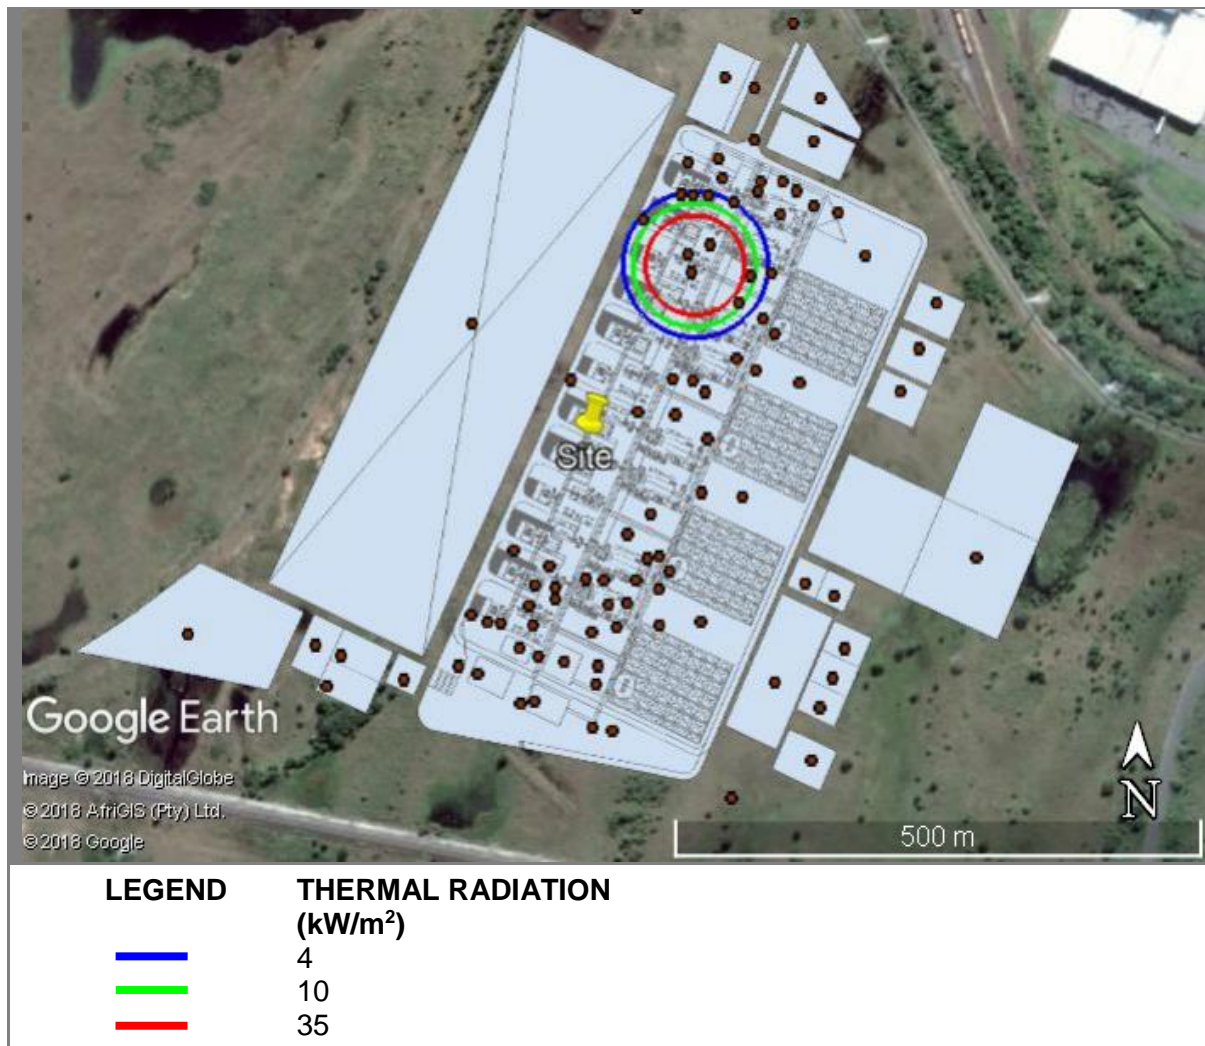 Site
Google Earth
Image © 2018 DigitalGlobe
© 2018 AfriGIS (Pty) Ltd.
© 2018 Google
N
500 m
LEGEND THERMAL RADIATION
(kW/m²)
4
10
35